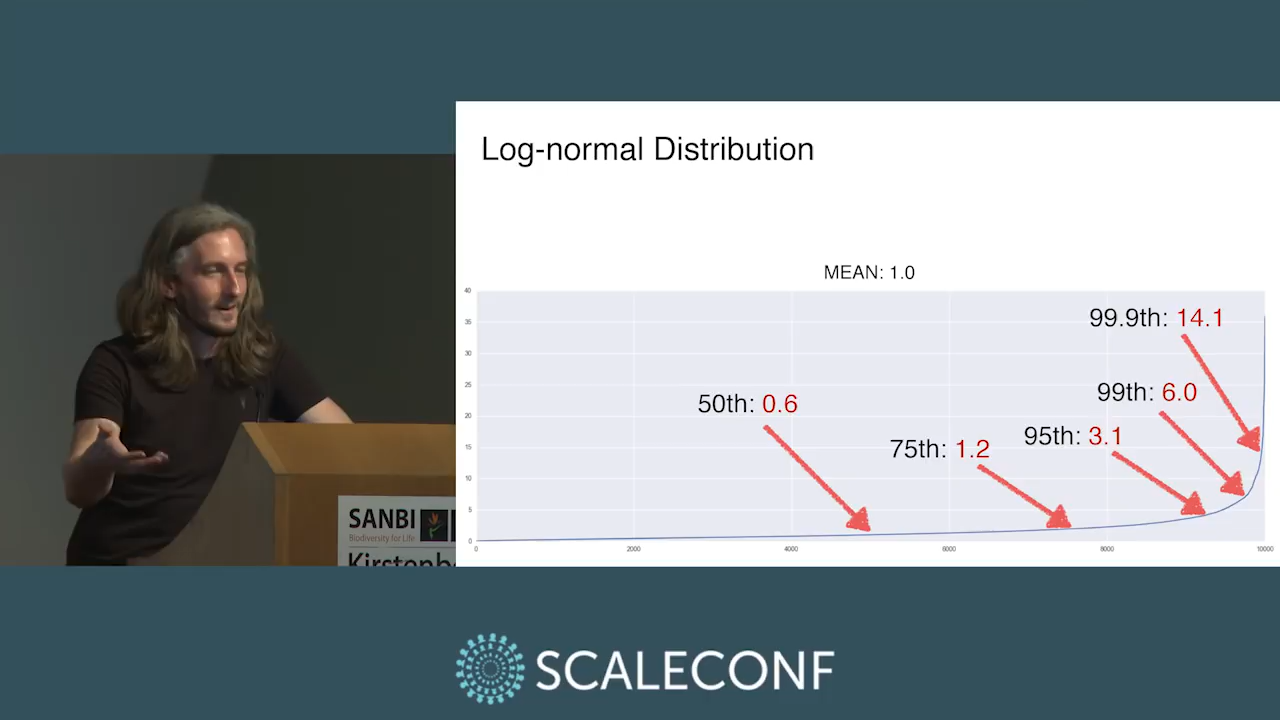 Log-normal Distribution
MEAN: 1.0
40
35
30
25
20
15
10
5
0
0
2000
4000
6000
8000
10000
50th: 0.6
75th: 1.2
95th: 3.1
99th: 6.0
99.9th: 14.1
SANBI
Biodiversity for Life
Kirstenb
SCALECONF